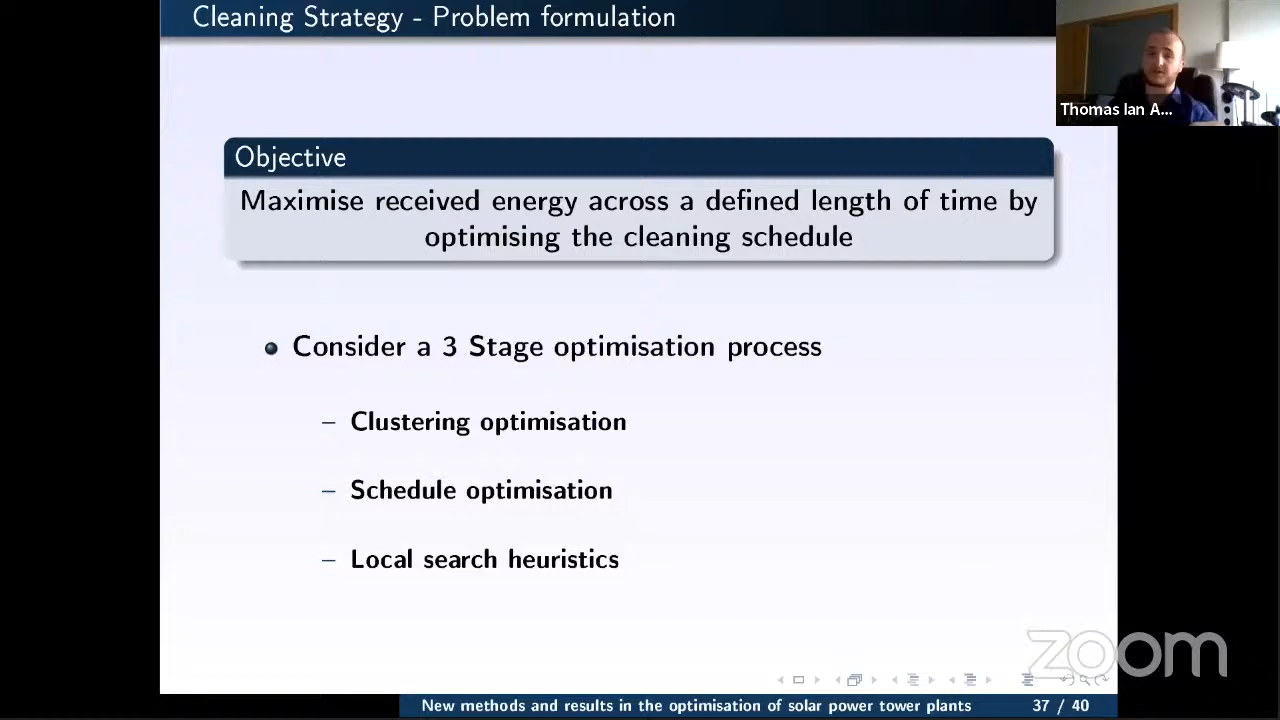 Cleaning Strategy - Problem formulation
Thomas Ian A...
Objective
Maximise received energy across a defined length of time by
optimising the cleaning schedule
Consider a 3 Stage optimisation process
– Clustering optimisation
– Schedule optimisation
– Local search heuristics
zoom
New methods and results in the optimisation of solar power tower plants 37 / 40